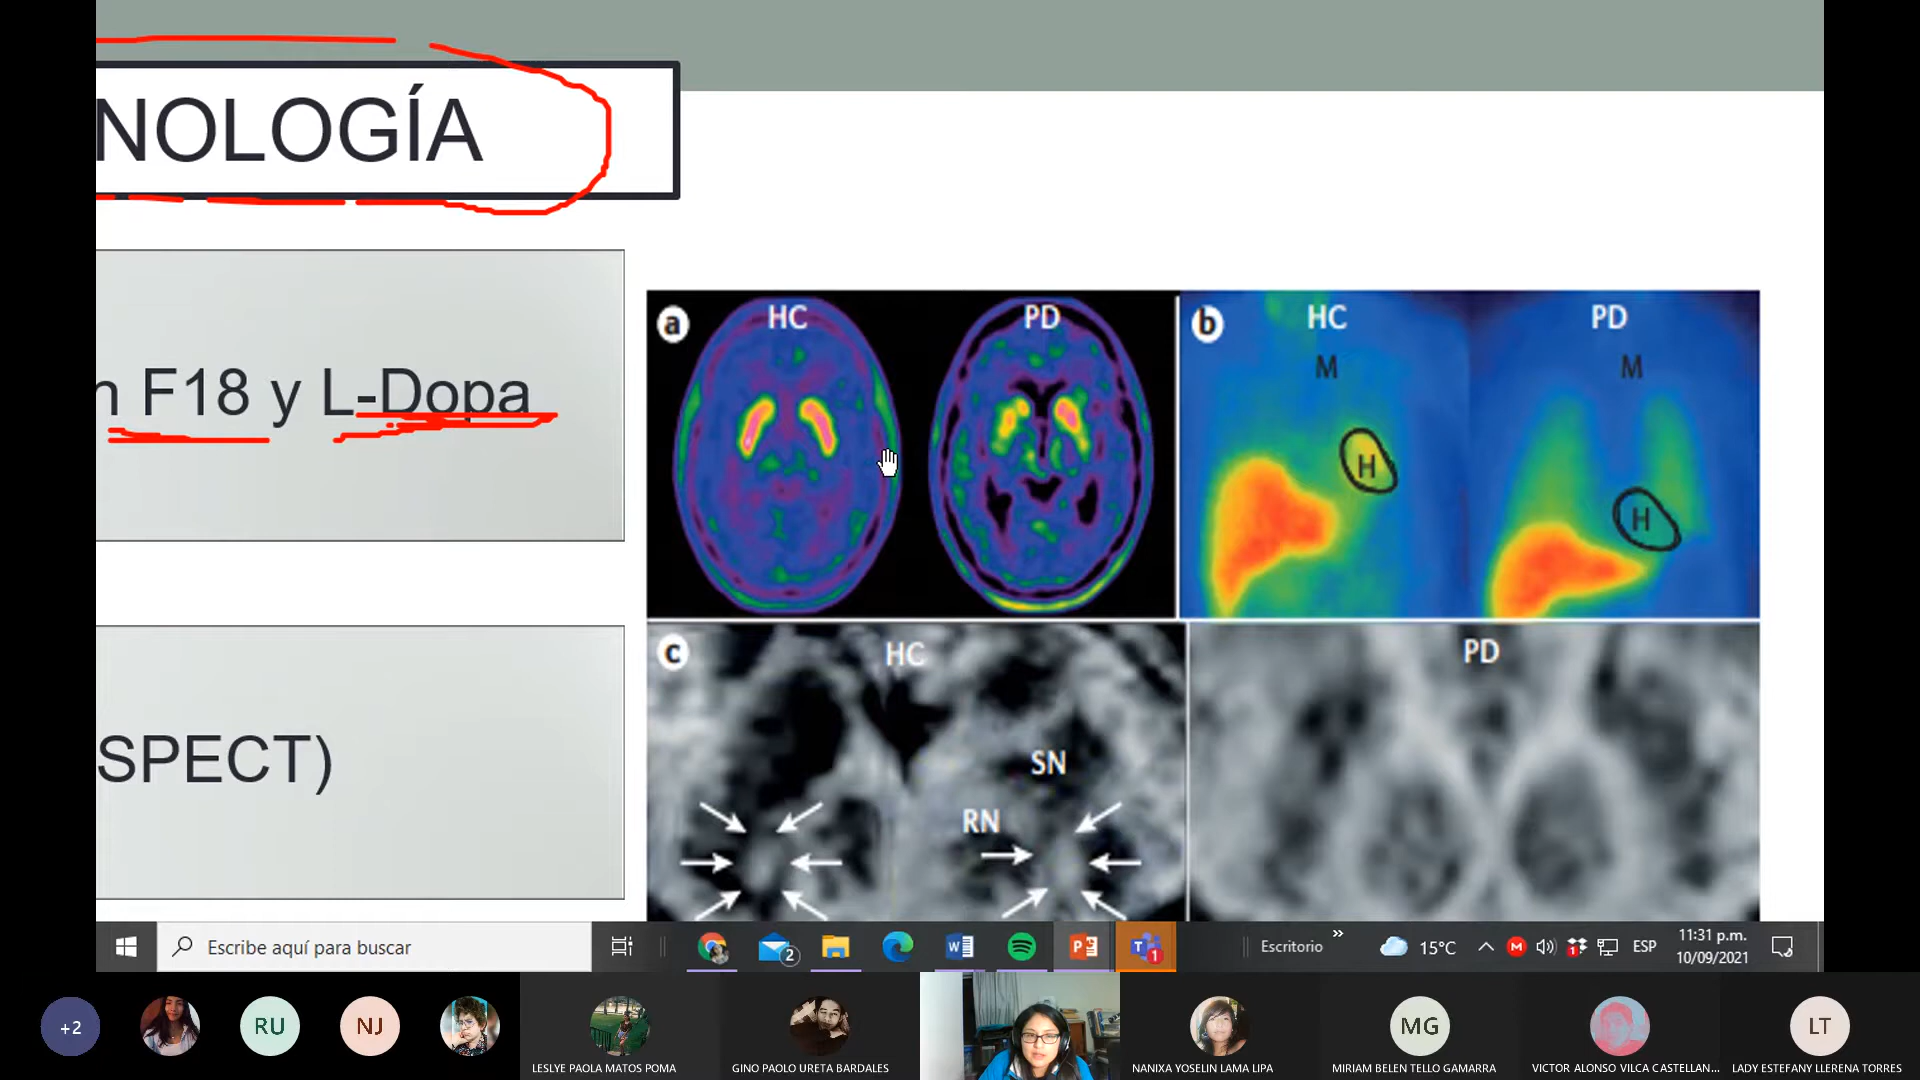 NOLOGÍA
n F18 y L-Dopa
SPECT)
a HC PD
b HC PD
M M
H H
c HC PD
SN
RN
Escribe aquí para buscar
2
1
Escritorio
15°C
ESP
11:31 p.m.
10/09/2021
+2
RU
NJ
MG
LT
LESLYE PAOLA MATOS POMA
GINO PAOLO URETA BARDALES
NANIXA YOSELIN LAMA LIPA
MIRIAM BELEN TELLO GAMARRA
VICTOR ALONSO VILCA CASTELLAN...
LADY ESTEFANY LLERENA TORRES